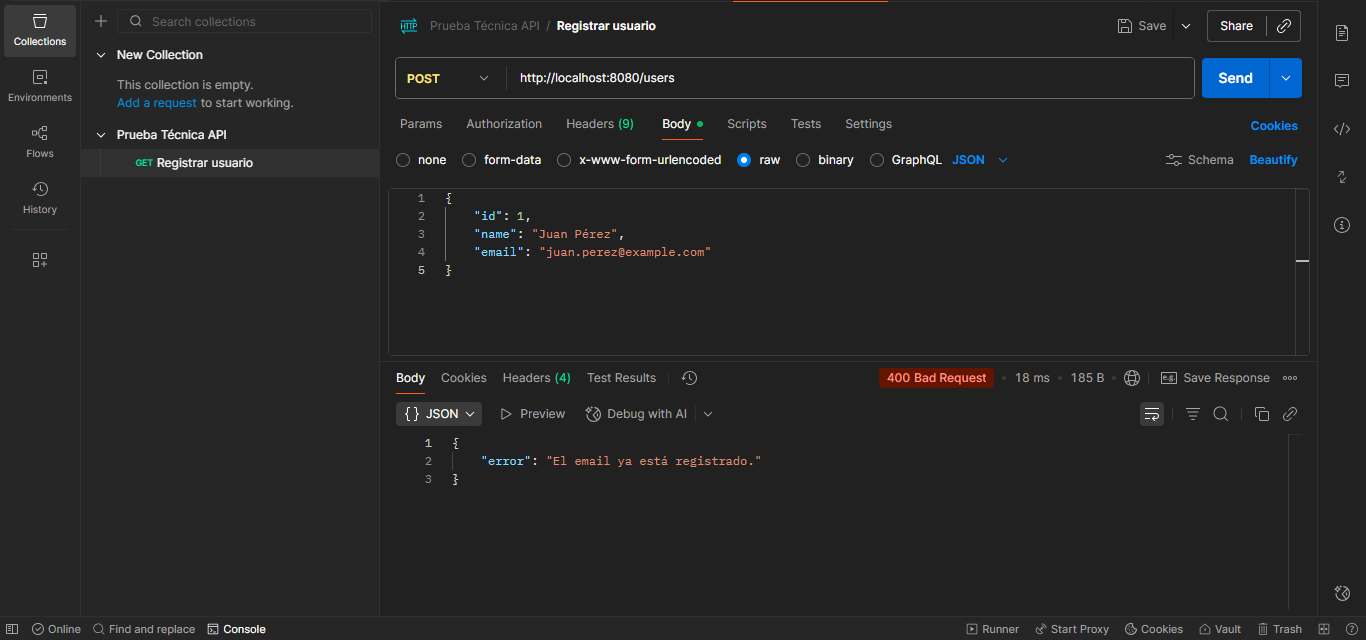 Collections
Environments
Flows
History
Search collections
New Collection
This collection is empty.
Add a request to start working.
Prueba Técnica API
GET Registrar usuario
HTTP Prueba Técnica API / Registrar usuario
Save
Share
POST http://localhost:8080/users
Send
Params Authorization Headers (9) Body Scripts Tests Settings Cookies
none form-data x-www-form-urlencoded raw binary GraphQL JSON Schema Beautify
1 {
2 "id": 1,
3 "name": "Juan Pérez",
4 "email": "juan.perez@example.com"
5 }
Body Cookies Headers (4) Test Results 400 Bad Request 18 ms 185 B e.g. Save Response
{} JSON Preview Debug with AI
1 {
2 "error": "El email ya está registrado."
3 }
Online Find and replace Console Runner Start Proxy Cookies Vault Trash